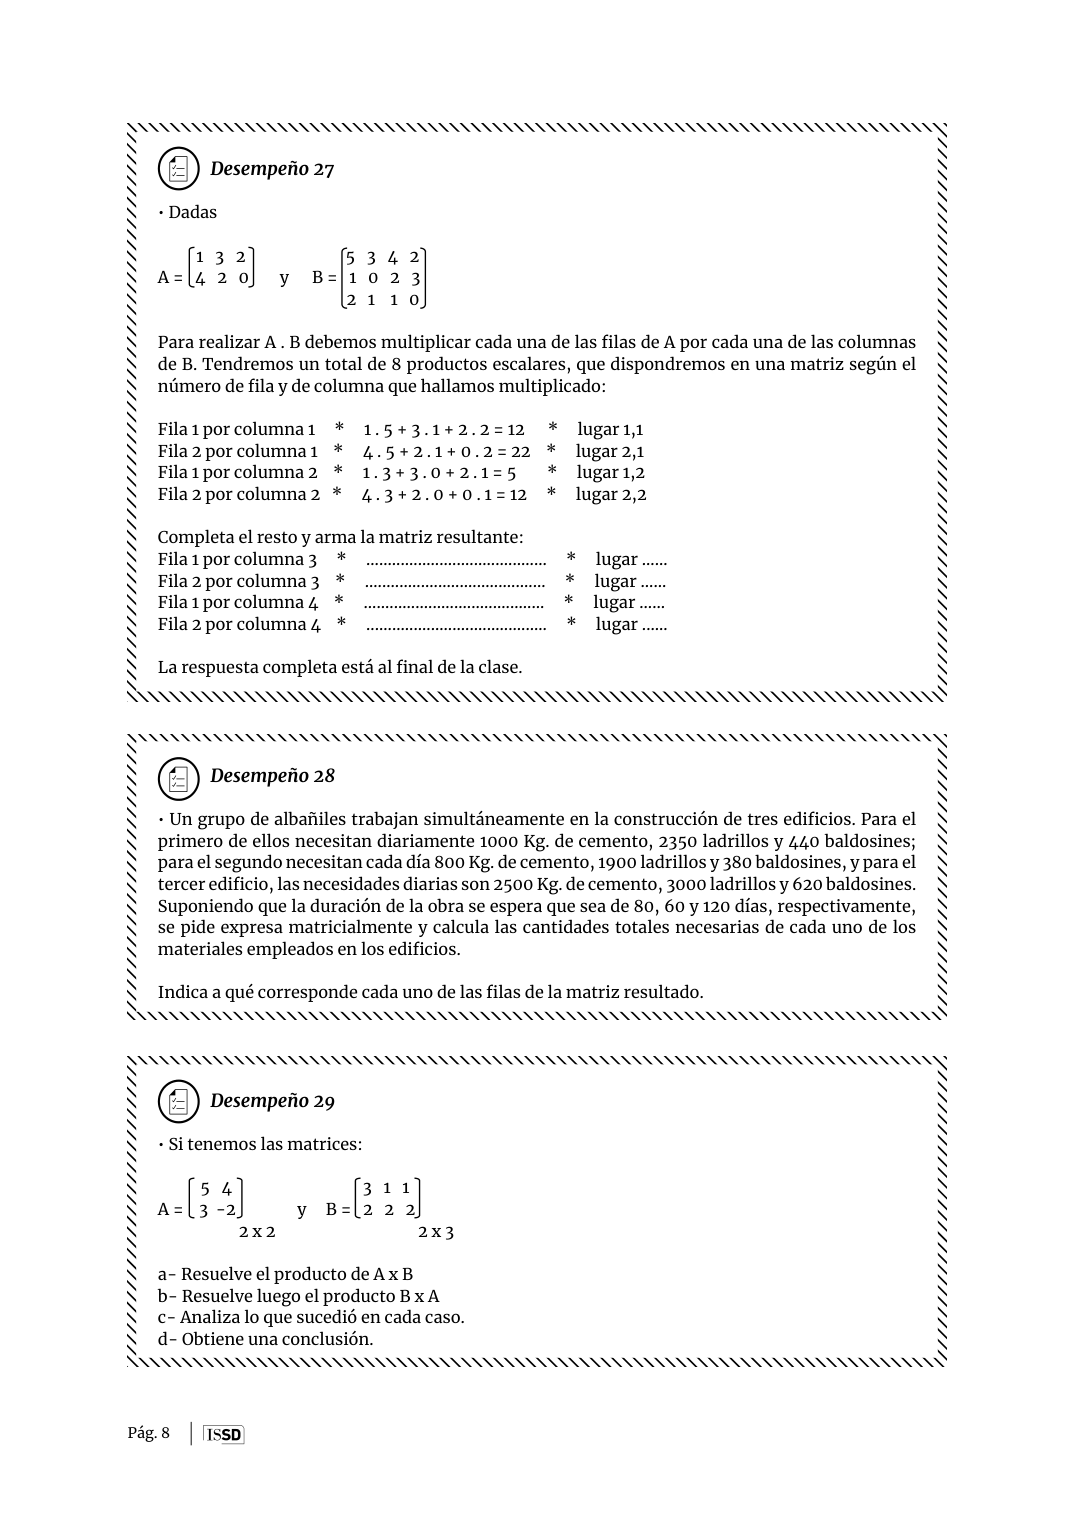 Desempeño 27
• Dadas
5 3 4 2
1 3 2
A = 4 2 0 y B = 1 0 2 3
2 1 1 0
Para realizar A . B debemos multiplicar cada una de las filas de A por cada una de las columnas
de B. Tendremos un total de 8 productos escalares, que dispondremos en una matriz según el
número de fila y de columna que hallamos multiplicado:
Fila 1 por columna 1 * 1 . 5 + 3 . 1 + 2 . 2 = 12 * lugar 1,1
Fila 2 por columna 1 * 4 . 5 + 2 . 1 + 0 . 2 = 22 * lugar 2,1
Fila 1 por columna 2 * 1 . 3 + 3 . 0 + 2 . 1 = 5 * lugar 1,2
Fila 2 por columna 2 * 4 . 3 + 2 . 0 + 0 . 1 = 12 * lugar 2,2
Completa el resto y arma la matriz resultante:
Fila 1 por columna 3 * .......................................... * lugar ......
Fila 2 por columna 3 * .......................................... * lugar ......
Fila 1 por columna 4 * .......................................... * lugar ......
Fila 2 por columna 4 * .......................................... * lugar ......
La respuesta completa está al final de la clase.
Desempeño 28
• Un grupo de albañiles trabajan simultáneamente en la construcción de tres edificios. Para el
primero de ellos necesitan diariamente 1000 Kg. de cemento, 2350 ladrillos y 440 baldosines;
para el segundo necesitan cada día 800 Kg. de cemento, 1900 ladrillos y 380 baldosines, y para el
tercer edificio, las necesidades diarias son 2500 Kg. de cemento, 3000 ladrillos y 620 baldosines.
Suponiendo que la duración de la obra se espera que sea de 80, 60 y 120 días, respectivamente,
se pide expresa matricialmente y calcula las cantidades totales necesarias de cada uno de los
materiales empleados en los edificios.
Indica a qué corresponde cada uno de las filas de la matriz resultado.
Desempeño 29
• Si tenemos las matrices:
5 4 3 1 1
A = 3 -2 y B = 2 2 2
2 x 2 2 x 3
a- Resuelve el producto de A x B
b- Resuelve luego el producto B x A
c- Analiza lo que sucedió en cada caso.
d- Obtiene una conclusión.
Pág. 8 ISSD